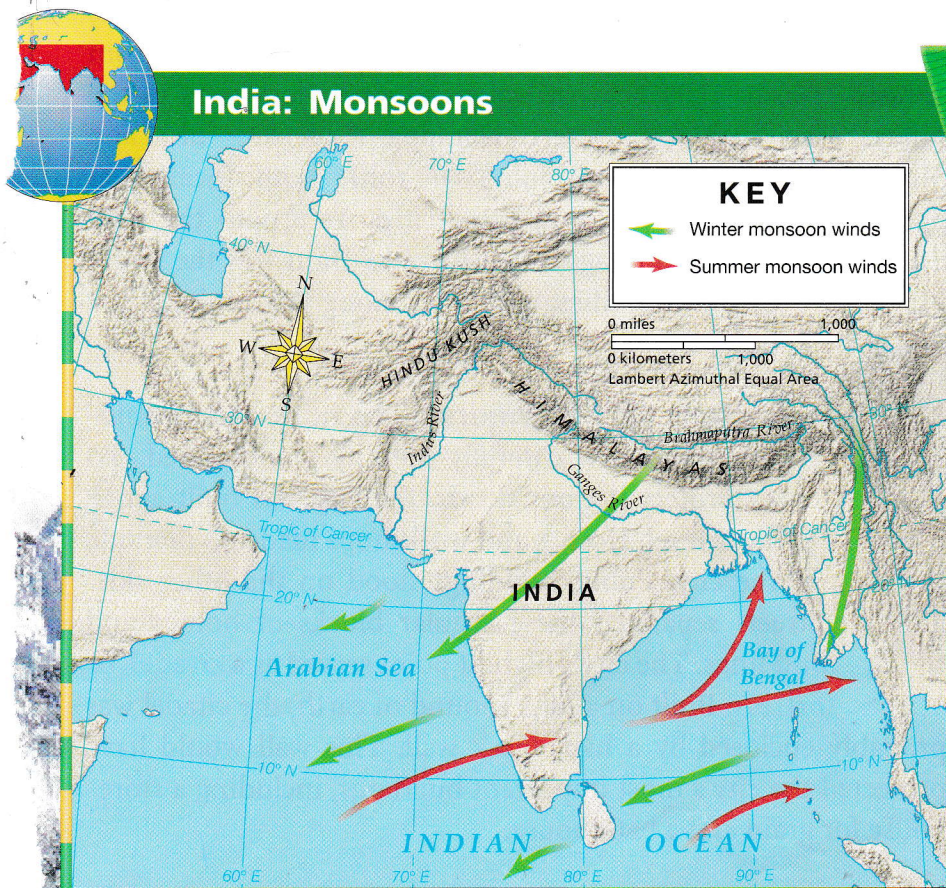 India: Monsoons
60° E
70° E
80° E
KEY
Winter monsoon winds
Summer monsoon winds
40° N
N
W
E
S
0 miles
1,000
0 kilometers
1,000
Lambert Azimuthal Equal Area
HINDU KUSH
HIMALAYAS
30° N
30° N
Indus River
Brahmaputra River
Ganges River
Tropic of Cancer
Tropic of Cancer
INDIA
20° N
20° N
Arabian Sea
Bay of
Bengal
10° N
10° N
INDIAN
OCEAN
60° E
70° E
80° E
90° E